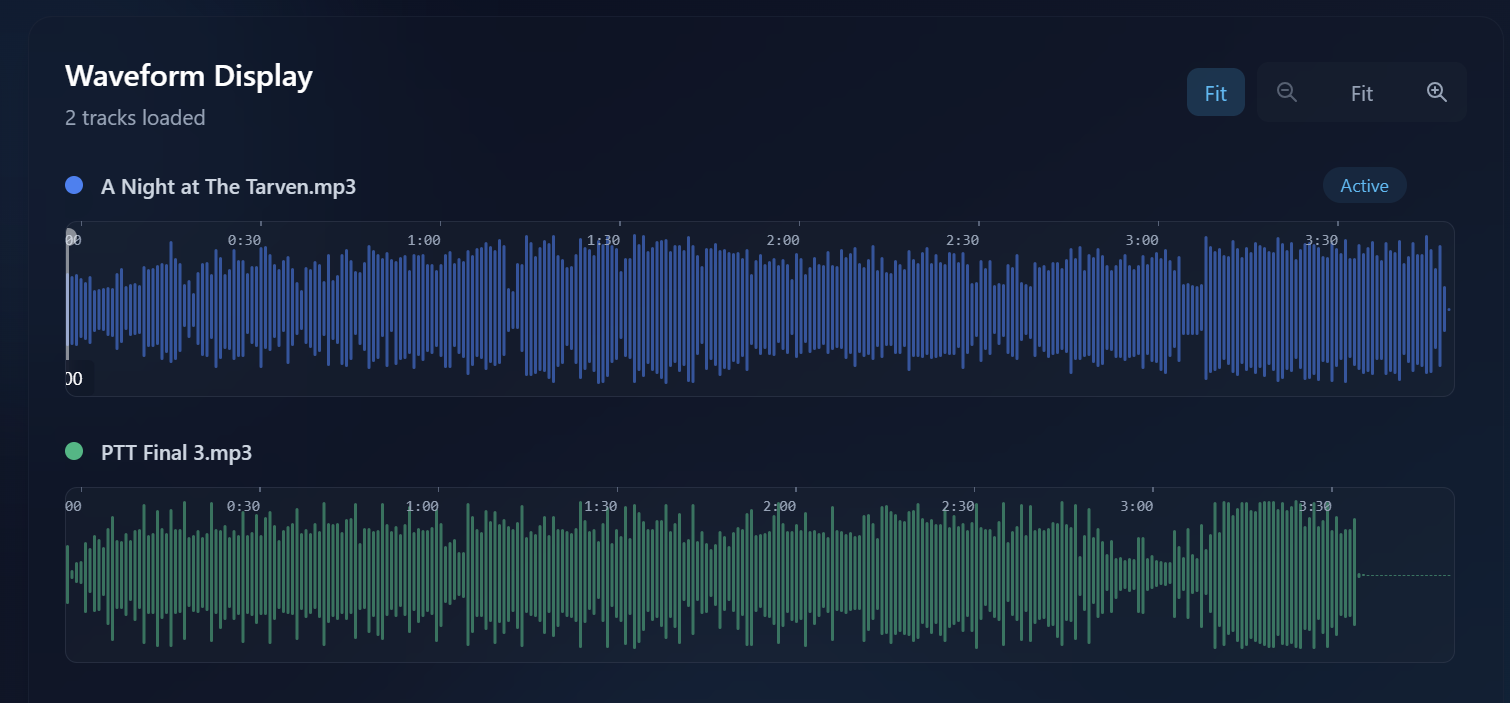 Waveform Display
2 tracks loaded
Fit
Fit
A Night at The Tarven.mp3
Active
00 0:30 1:00 1:30 2:00 2:30 3:00 3:30
00
PTT Final 3.mp3
00 0:30 1:00 1:30 2:00 2:30 3:00 3:30